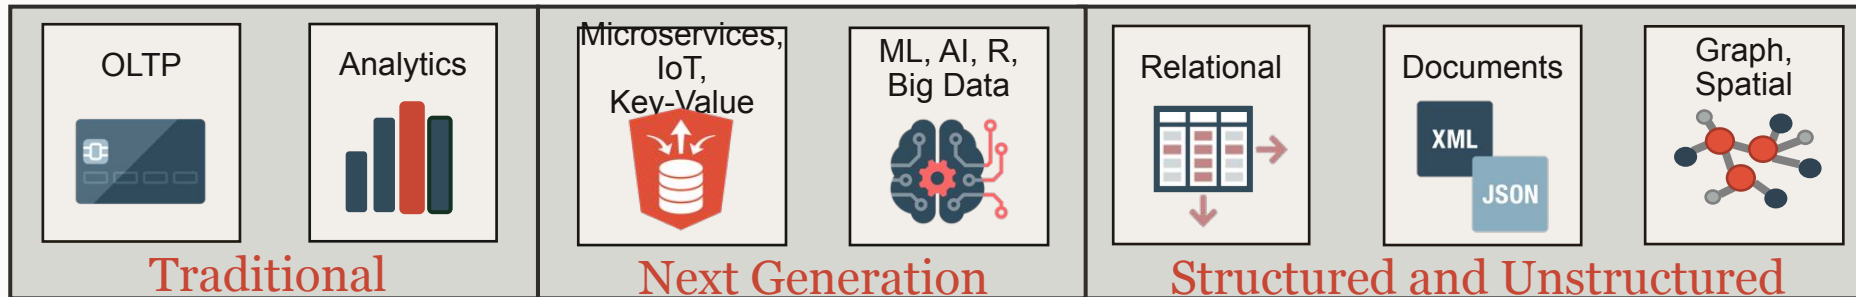 OLTP
Analytics
Microservices,
IoT,
Key-Value
ML, AI, R,
Big Data
Relational
Documents
XML
JSON
Graph,
Spatial
Traditional
Next Generation
Structured and Unstructured